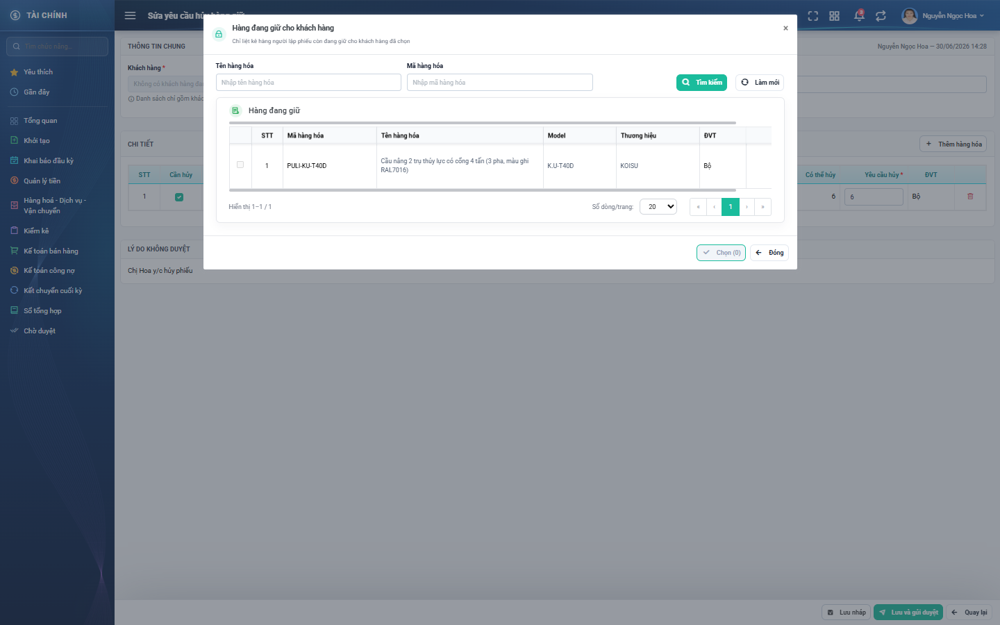 TÀI CHÍNH
Tìm chức năng...
Yêu thích
Gần đây
Tổng quan
Khởi tạo
Khai báo đầu kỳ
Quản lý tiền
Hàng hoá - Dịch vụ -
Vận chuyển
Kiểm kê
Kế toán bán hàng
Kế toán công nợ
Kết chuyển cuối kỳ
Sổ tổng hợp
Chờ duyệt
Sửa yêu cầu hủy hàng giữ
3
Nguyễn Ngọc Hoa
THÔNG TIN CHUNG
Nguyễn Ngọc Hoa — 30/06/2026 14:28
Khách hàng *
Không có khách hàng đa
Danh sách chỉ gồm khác
Hàng đang giữ cho khách hàng
×
Chỉ liệt kê hàng người lập phiếu còn đang giữ cho khách hàng đã chọn
Tên hàng hóa
Mã hàng hóa
Nhập tên hàng hóa
Nhập mã hàng hóa
Tìm kiếm
Làm mới
Hàng đang giữ
STT Mã hàng hóa Tên hàng hóa Model Thương hiệu ĐVT
1 PULI-KU-T40D Cầu nâng 2 trụ thủy lực có cổng 4 tấn (3 pha, màu ghi RAL7016) K.U-T40D KOISU Bộ
Hiển thị 1–1 / 1
Số dòng/trang: 20
« ‹ 1 › »
Chọn (0)
Đóng
CHI TIẾT
Thêm hàng hóa
STT Cần hủy Có thể hủy Yêu cầu hủy * ĐVT
1 6 6 Bộ
LÝ DO KHÔNG DUYỆT
Chị Hoa y/c hủy phiếu
Lưu nháp
Lưu và gửi duyệt
Quay lại